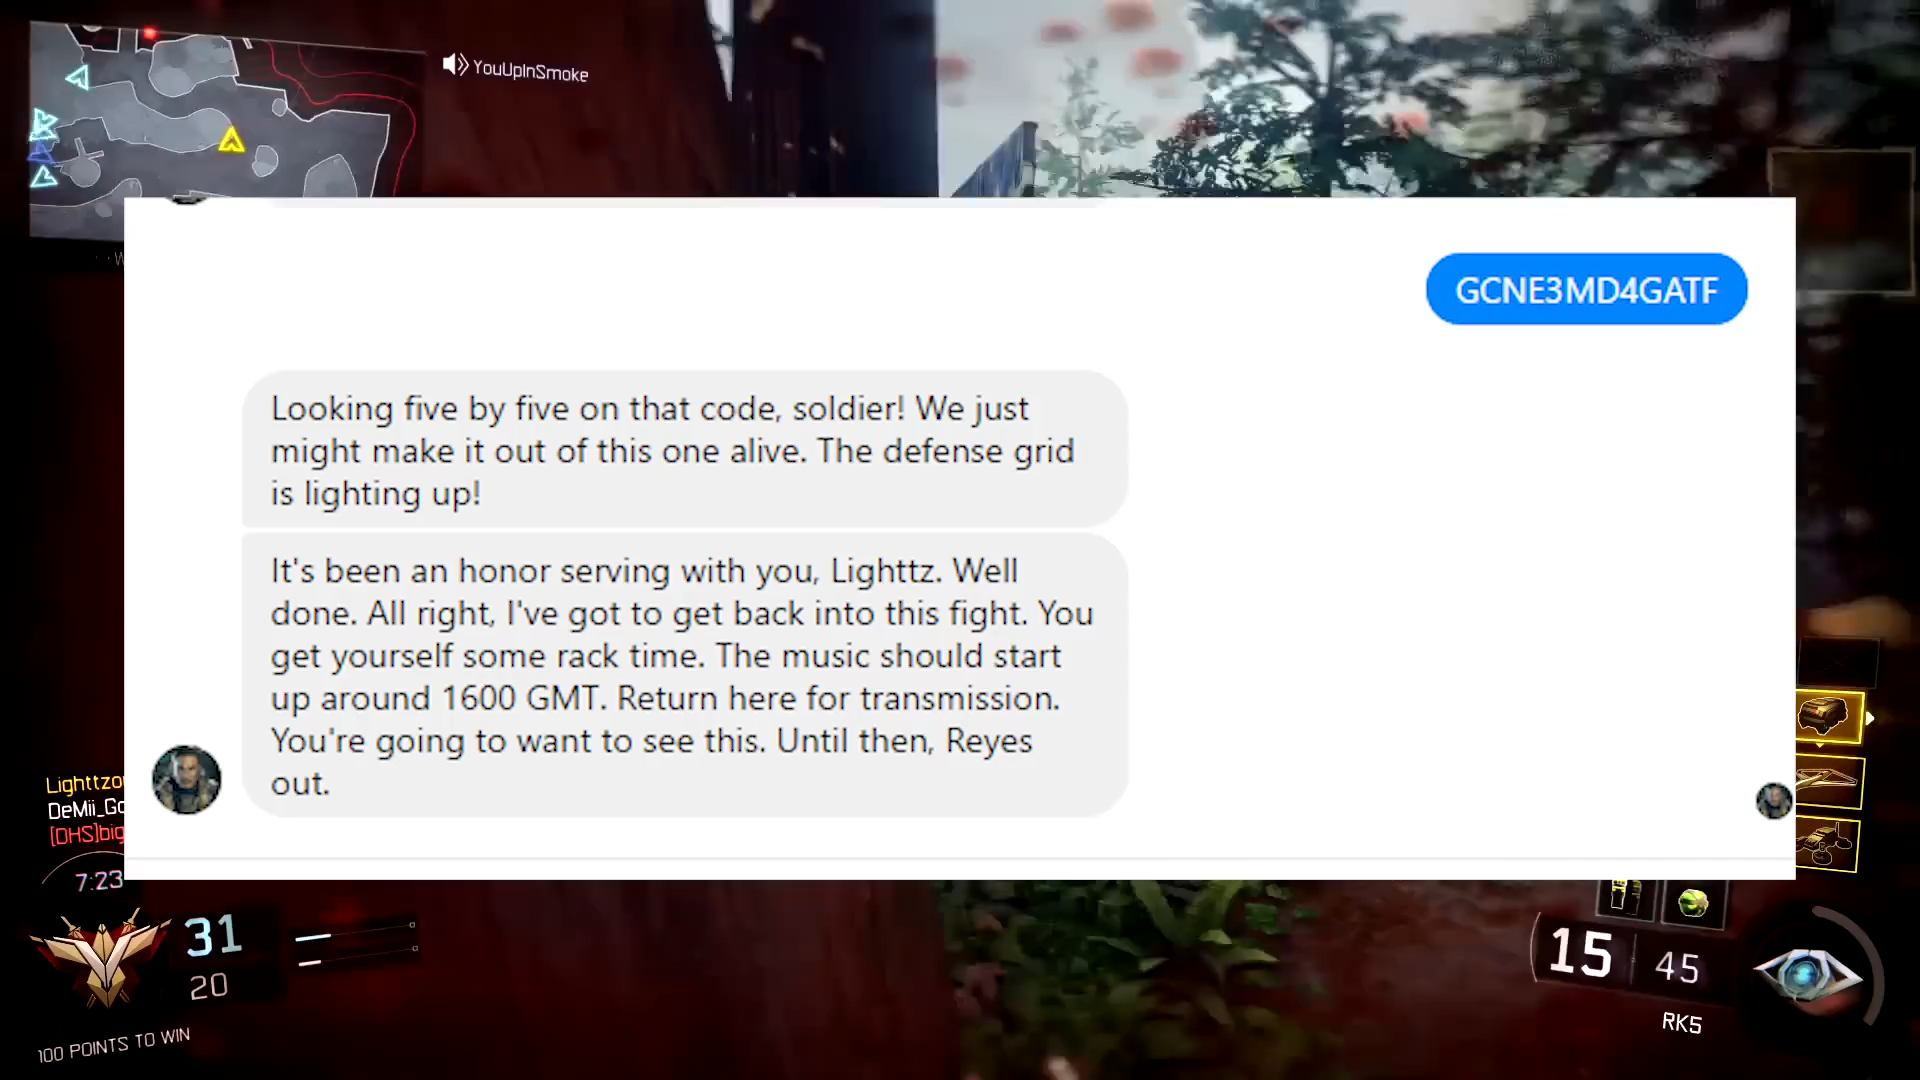 YouUpInSmoke
GCNE3MD4GATF
Looking five by five on that code, soldier! We just
might make it out of this one alive. The defense grid
is lighting up!
It's been an honor serving with you, Lighttz. Well
done. All right, I've got to get back into this fight. You
get yourself some rack time. The music should start
up around 1600 GMT. Return here for transmission.
You're going to want to see this. Until then, Reyes
out.
Lighttzo
DeMii_Go
[DHS]big
7:23
31
20
100 POINTS TO WIN
15
45
RK5